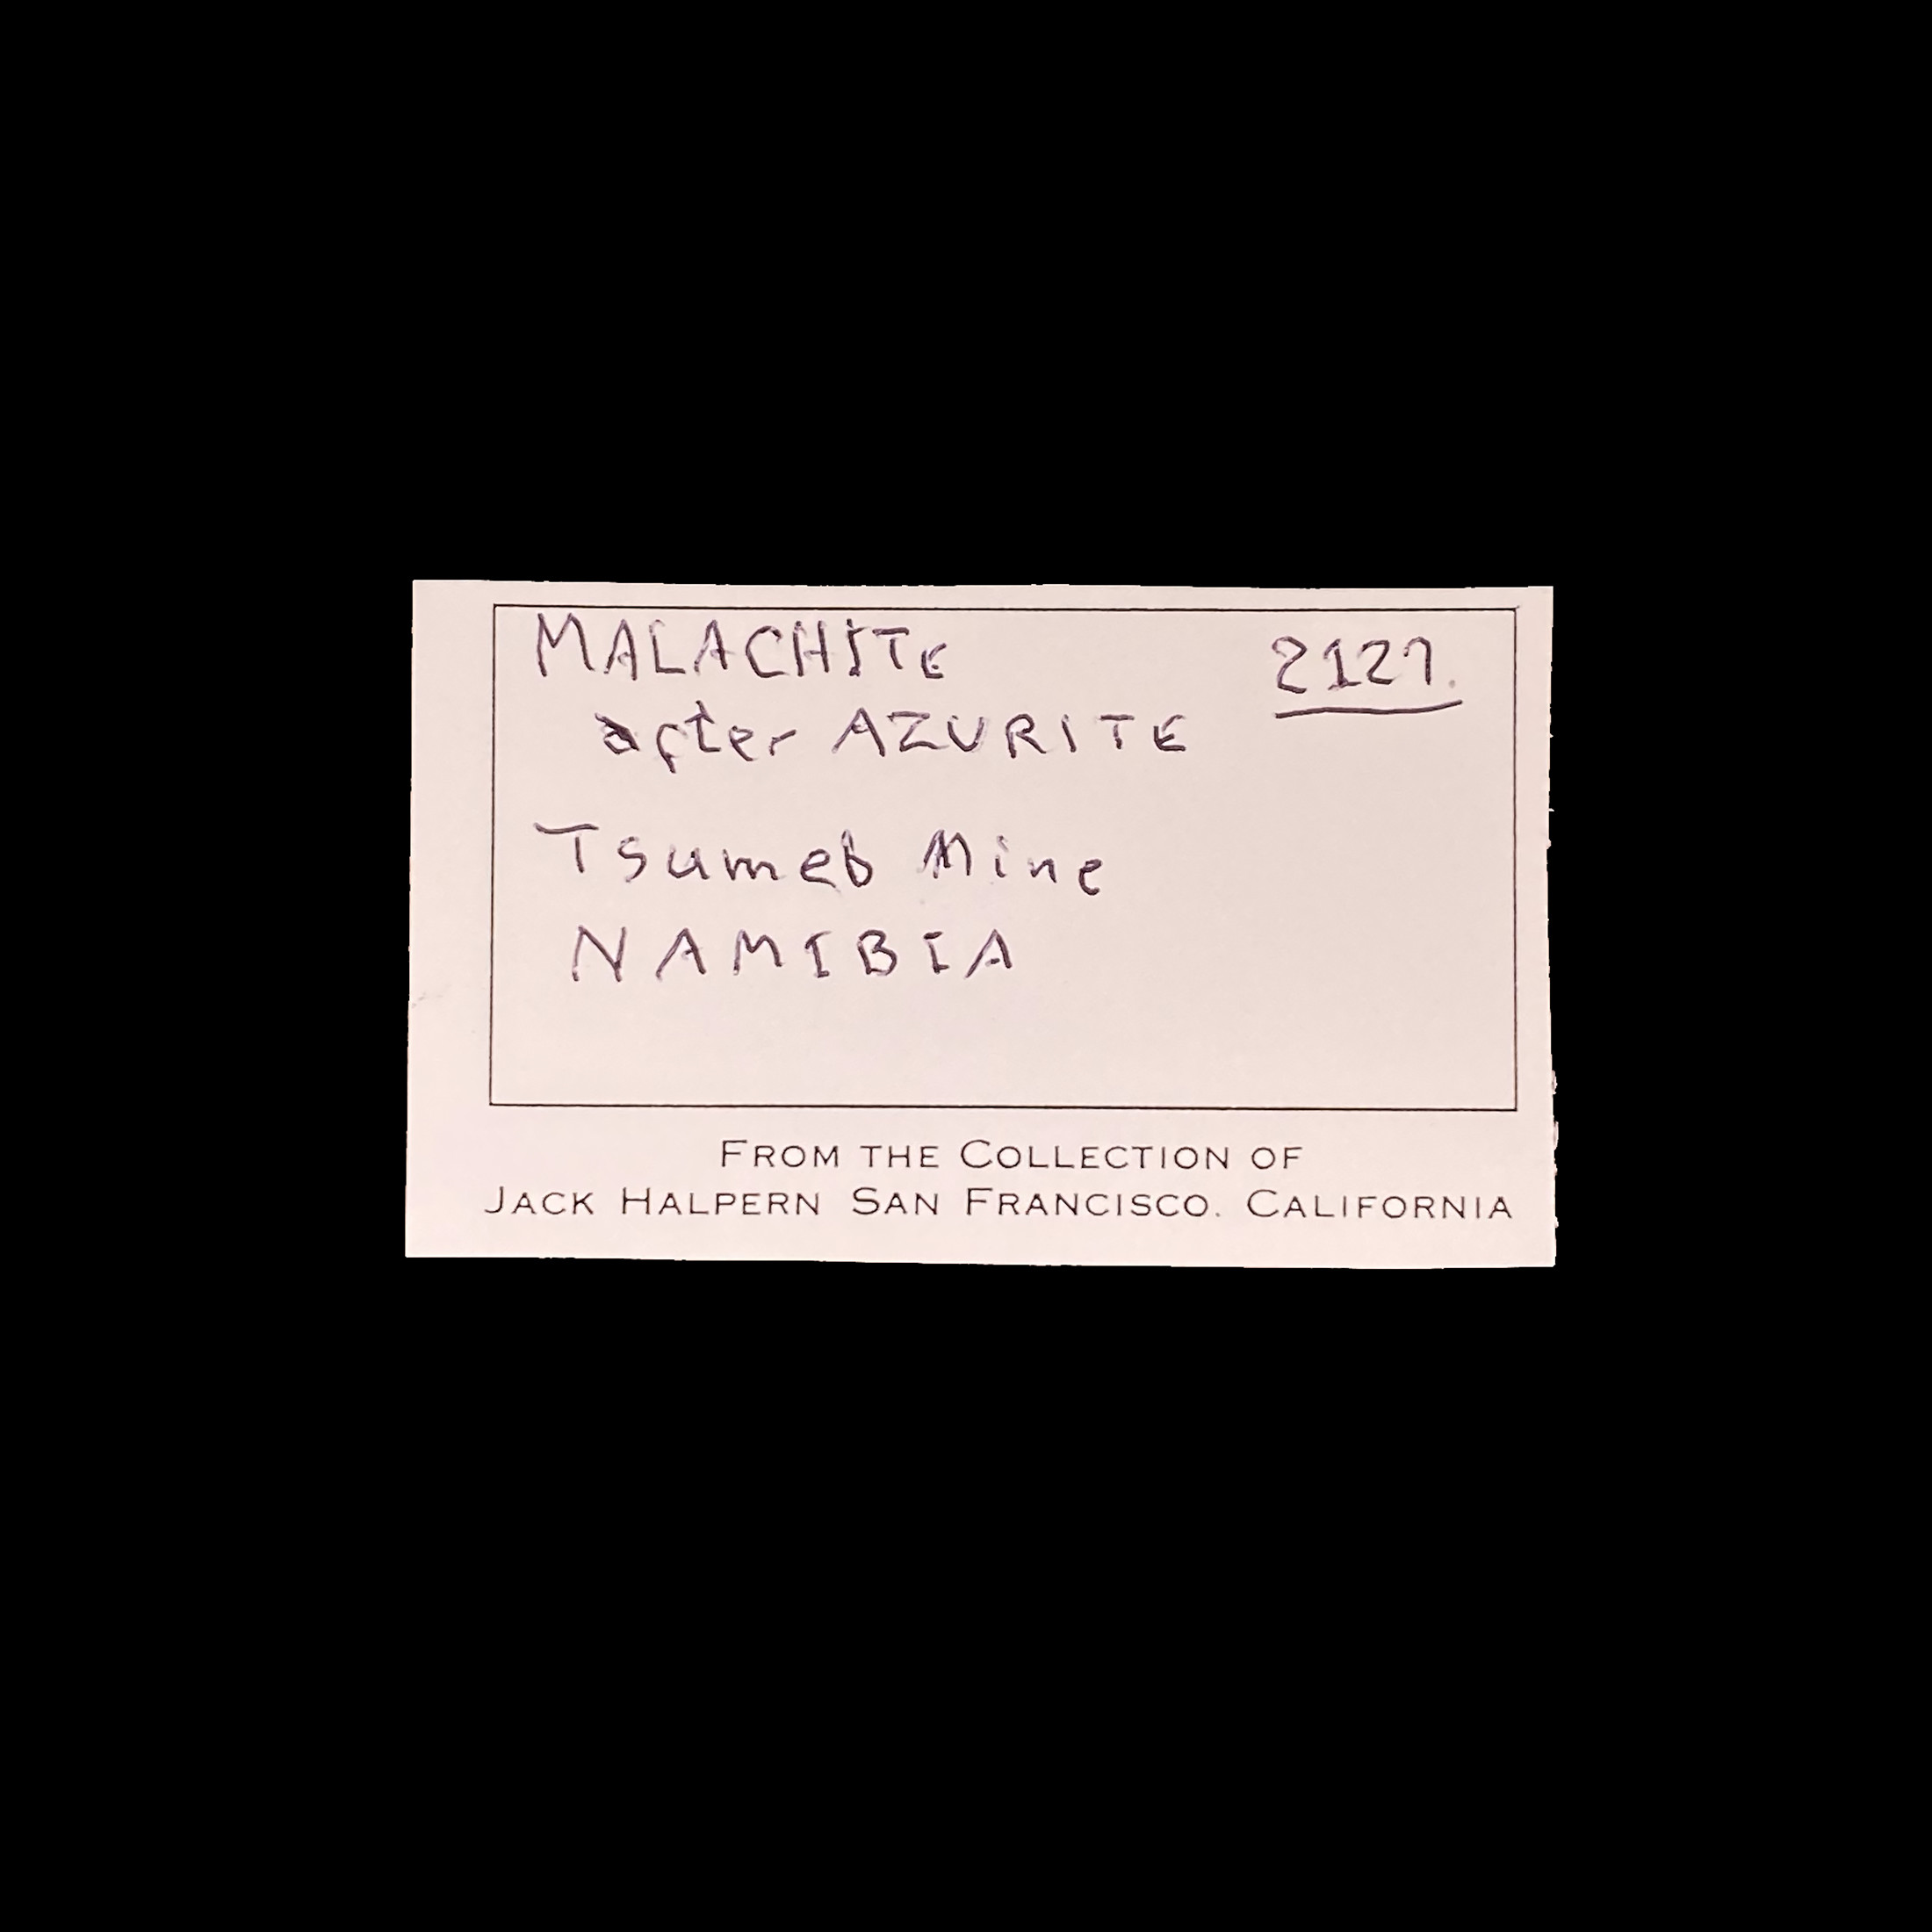 MALACHITE 2127.
after AZURITE
Tsumeb Mine
NAMIBIA
FROM THE COLLECTION OF
JACK HALPERN SAN FRANCISCO. CALIFORNIA